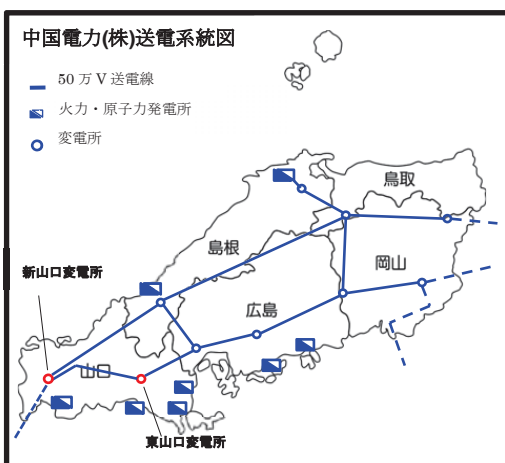 中国電力(株)送電系統図
50万V送電線
火力・原子力発電所
変電所
鳥取
島根
岡山
新山口変電所
広島
山口
東山口変電所